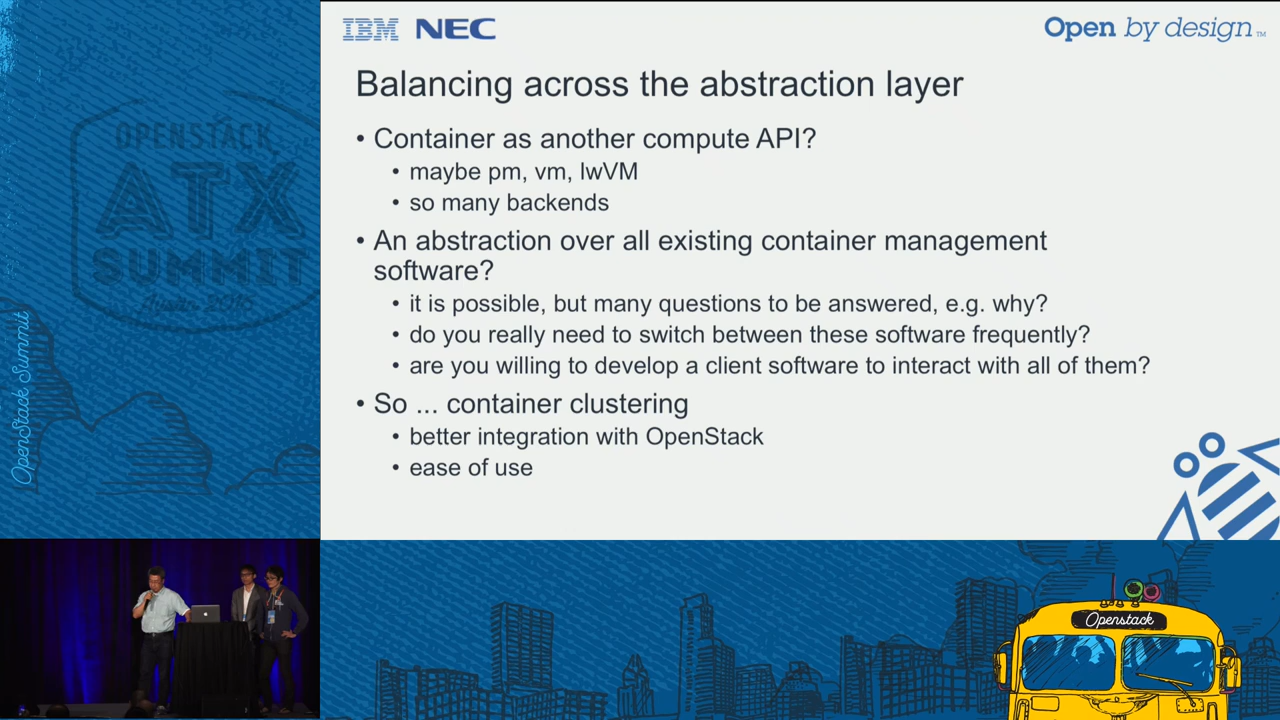 IBM NEC
Open by design™
Balancing across the abstraction layer
• Container as another compute API?
• maybe pm, vm, lwVM
• so many backends
• An abstraction over all existing container management
software?
• it is possible, but many questions to be answered, e.g. why?
• do you really need to switch between these software frequently?
• are you willing to develop a client software to interact with all of them?
• So ... container clustering
• better integration with OpenStack
• ease of use
OPENSTACK
ATX
SUMMIT
Austin 2016
OpenStack Summit
Openstack